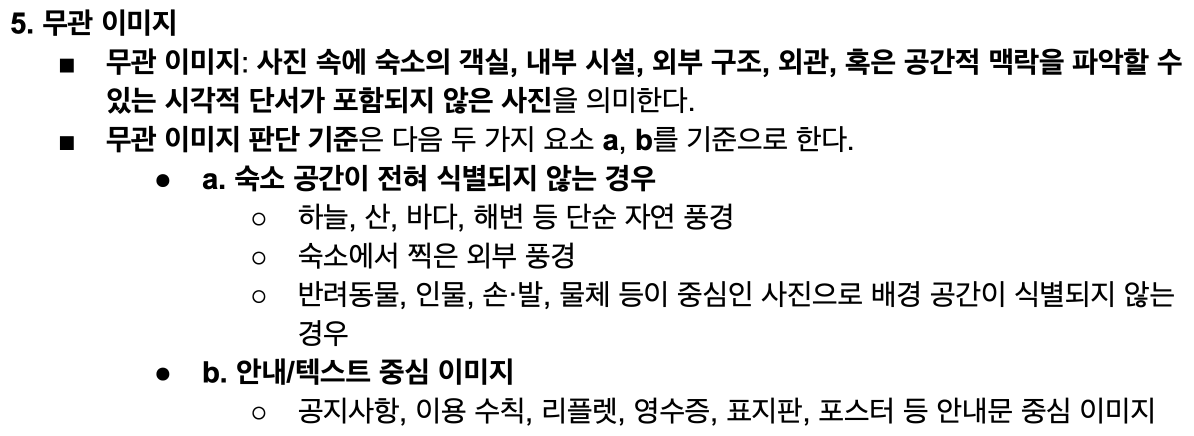 5. 무관 이미지
■ 무관 이미지: 사진 속에 숙소의 객실, 내부 시설, 외부 구조, 외관, 혹은 공간적 맥락을 파악할 수
있는 시각적 단서가 포함되지 않은 사진을 의미한다.
■ 무관 이미지 판단 기준은 다음 두 가지 요소 a, b를 기준으로 한다.
● a. 숙소 공간이 전혀 식별되지 않는 경우
○ 하늘, 산, 바다, 해변 등 단순 자연 풍경
○ 숙소에서 찍은 외부 풍경
○ 반려동물, 인물, 손·발, 물체 등이 중심인 사진으로 배경 공간이 식별되지 않는
경우
● b. 안내/텍스트 중심 이미지
○ 공지사항, 이용 수칙, 리플렛, 영수증, 표지판, 포스터 등 안내문 중심 이미지